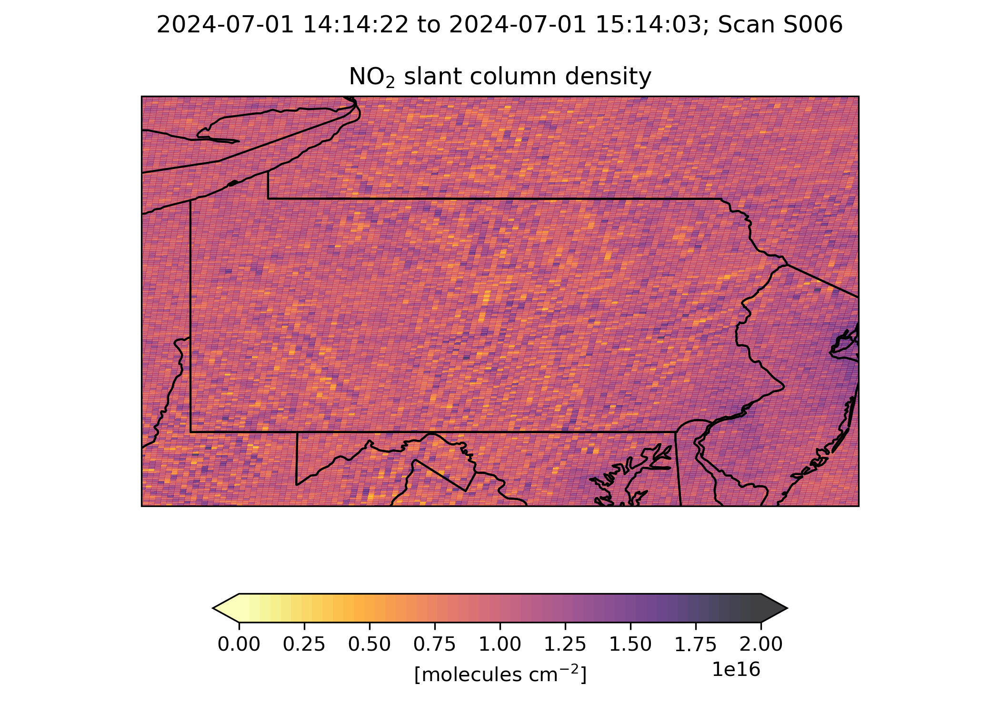 2024-07-01 14:14:22 to 2024-07-01 15:14:03; Scan S006
NO₂ slant column density
0.00 0.25 0.50 0.75 1.00 1.25 1.50 1.75 2.00
1e16
[molecules cm⁻²]